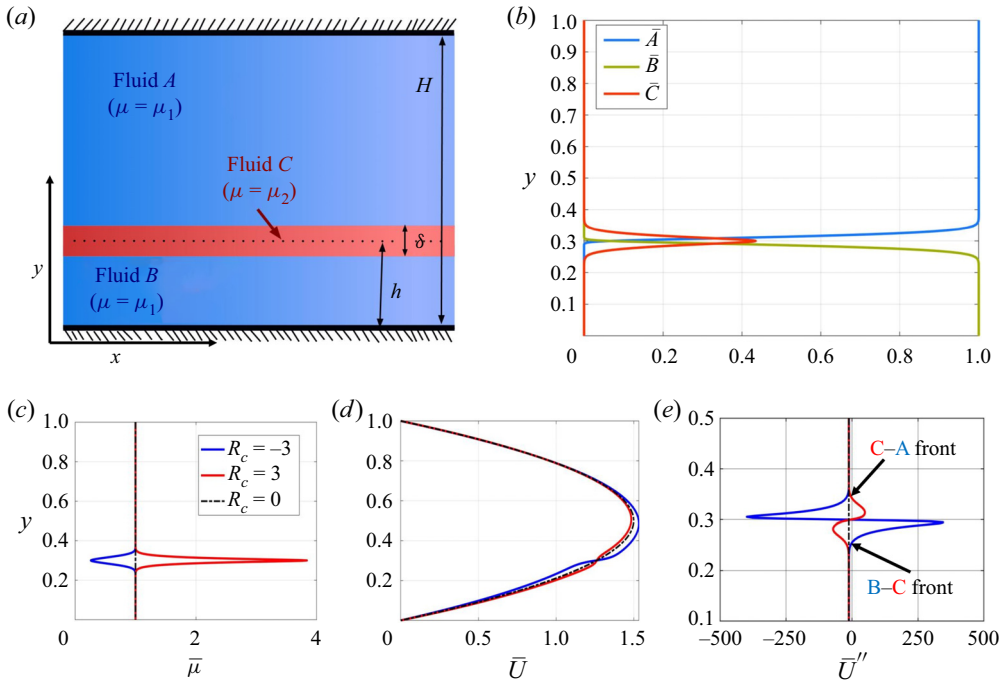 (a)
Fluid A
(μ = μ₁)
H
Fluid C
(μ = μ₂)
δ
y
Fluid B
(μ = μ₁)
h
x
(b)
1.0
0.9
0.8
0.7
0.6
y 0.5
0.4
0.3
0.2
0.1
0 0.2 0.4 0.6 0.8 1.0
Ā
B̄
C̄
(c)
1.0
0.8
y 0.6
0.4
0.2
0 2 4
μ̄
R_c = –3
R_c = 3
R_c = 0
(d)
1.0
0.8
0.6
0.4
0.2
0 0.5 1.0 1.5
Ū
(e)
0.5
0.4
0.3
0.2
0.1
–500 –250 0 250 500
Ū″
C–A front
B–C front